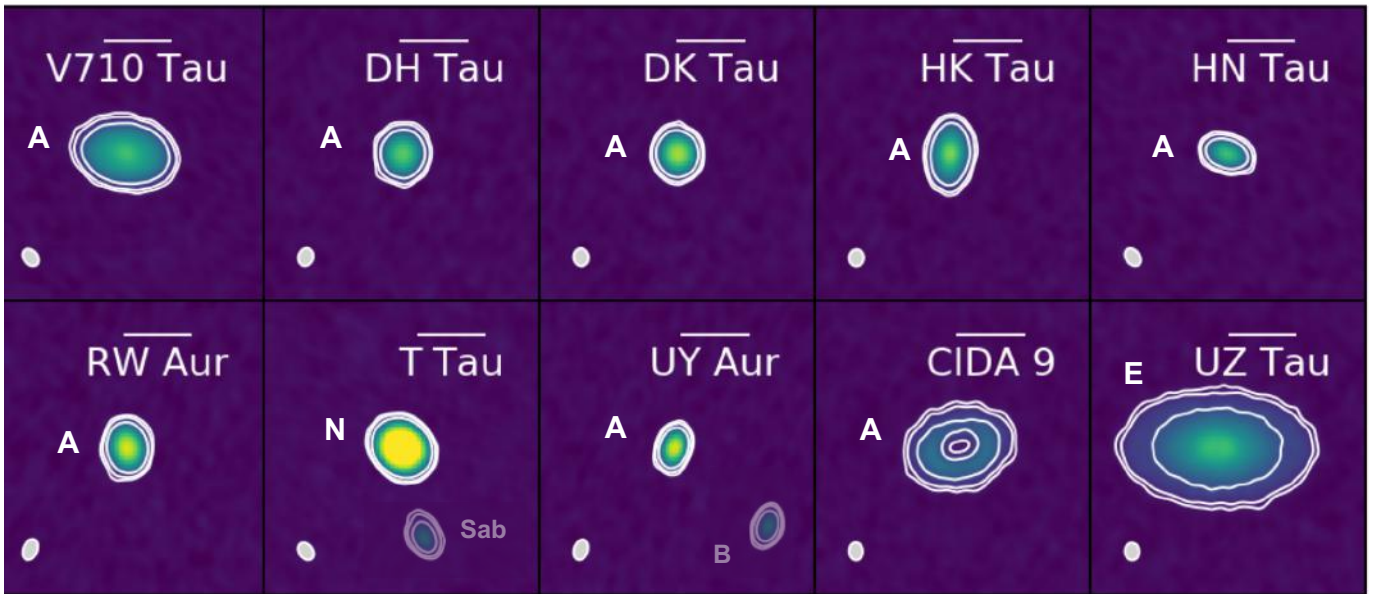 V710 Tau
A
DH Tau
A
DK Tau
A
HK Tau
A
HN Tau
A
RW Aur
A
T Tau
N
Sab
UY Aur
A
B
CIDA 9
A
UZ Tau
E